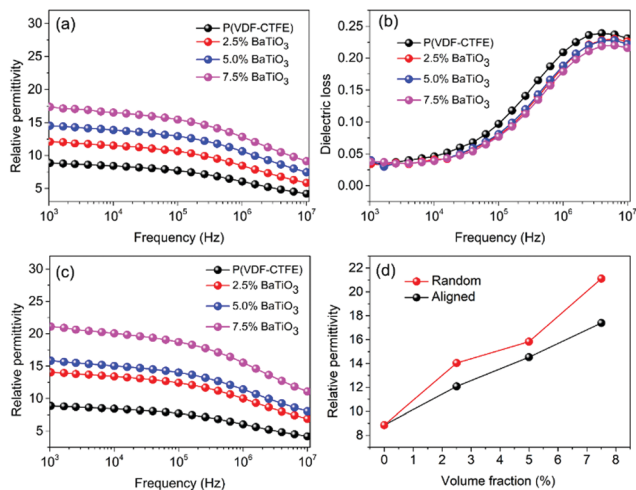 (a)
P(VDF-CTFE)
2.5% BaTiO3
5.0% BaTiO3
7.5% BaTiO3
30
25
20
15
10
5
Relative permittivity
10^3 10^4 10^5 10^6 10^7
Frequency (Hz)
(b)
P(VDF-CTFE)
2.5% BaTiO3
5.0% BaTiO3
7.5% BaTiO3
0.25
0.20
0.15
0.10
0.05
0.00
Dielectric loss
10^3 10^4 10^5 10^6 10^7
Frequency (Hz)
(c)
P(VDF-CTFE)
2.5% BaTiO3
5.0% BaTiO3
7.5% BaTiO3
30
25
20
15
10
5
Relative permittivity
10^3 10^4 10^5 10^6 10^7
Frequency (Hz)
(d)
Random
Aligned
22
20
18
16
14
12
10
8
Relative permittivity
0 1 2 3 4 5 6 7 8
Volume fraction (%)